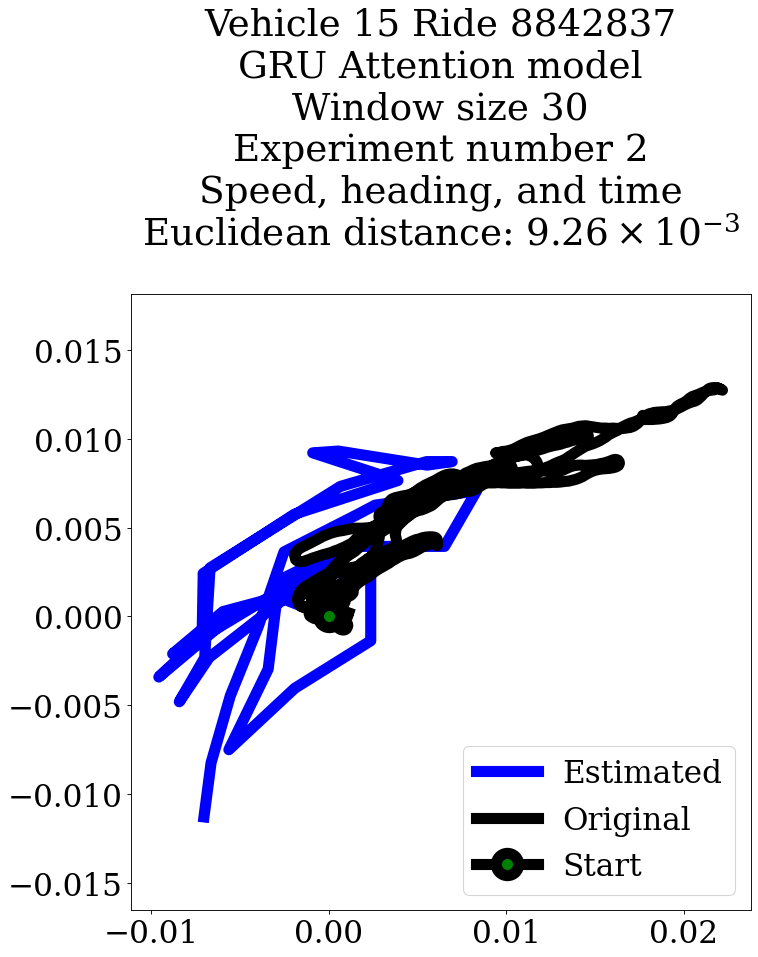 Vehicle 15 Ride 8842837
GRU Attention model
Window size 30
Experiment number 2
Speed, heading, and time
Euclidean distance: 9.26 × 10⁻³
0.015
0.010
0.005
0.000
−0.005
−0.010
−0.015
Estimated
Original
Start
−0.01 0.00 0.01 0.02